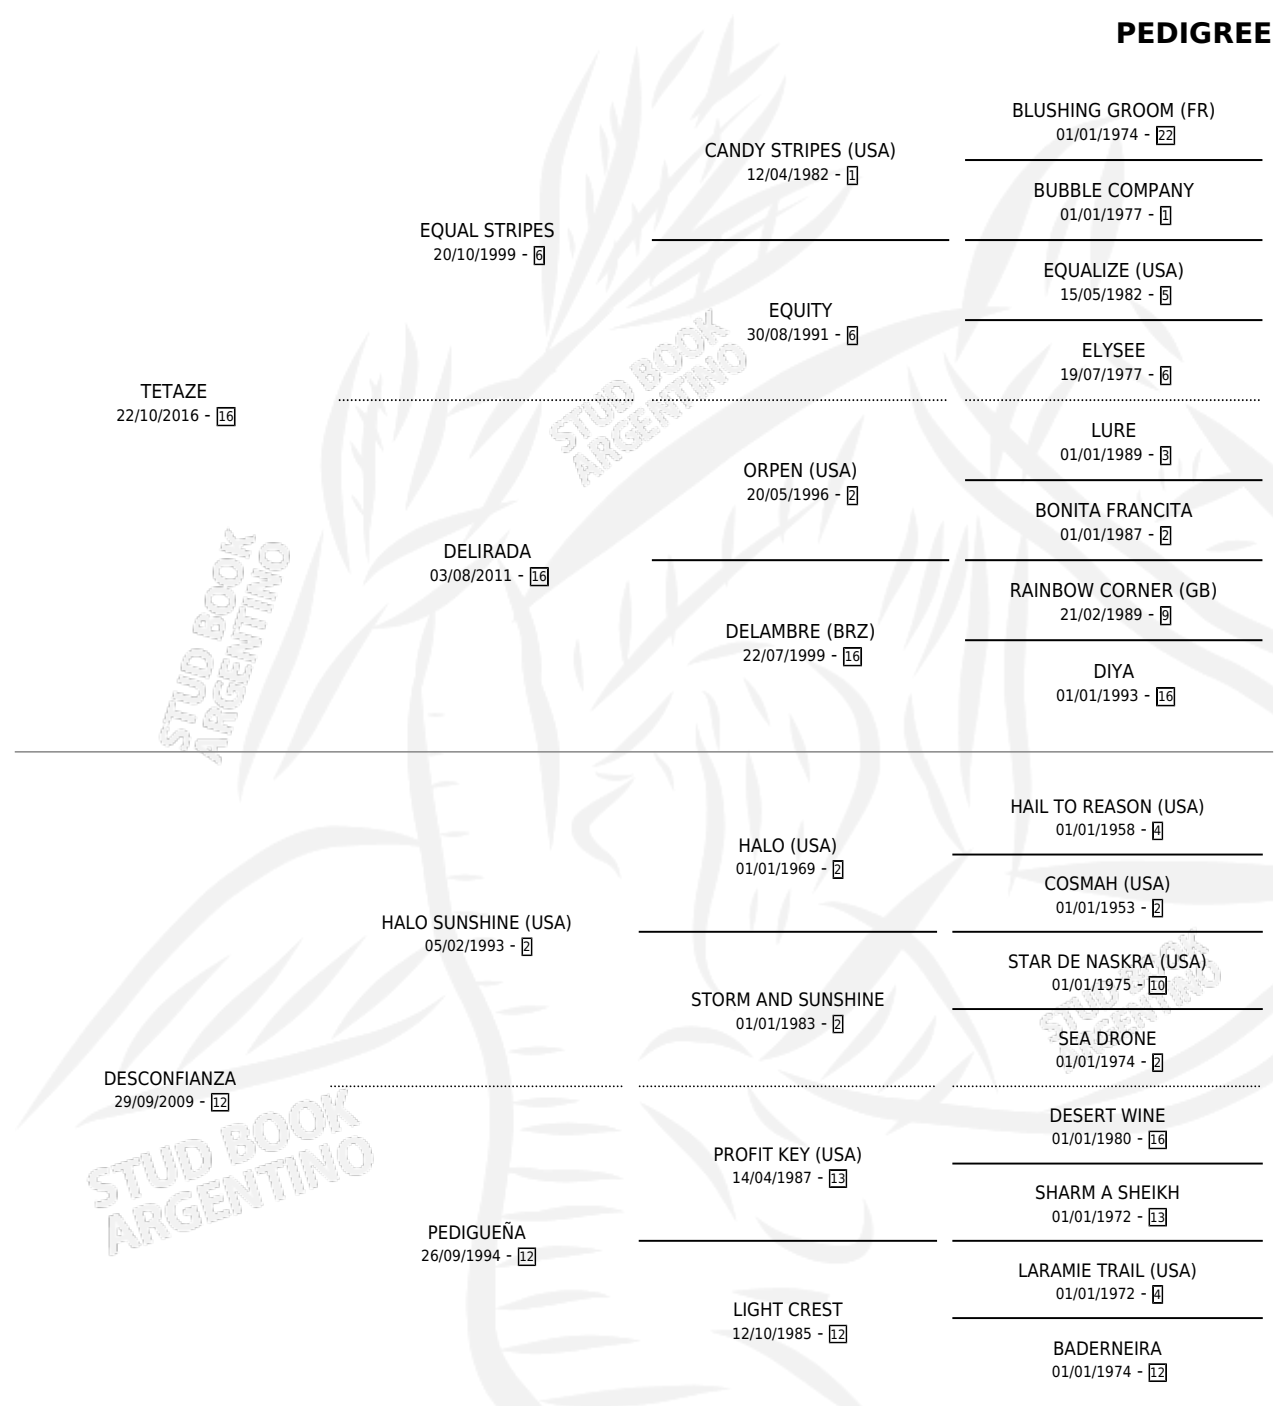 PEDIGREE
BLUSHING GROOM (FR)
01/01/1974 - 22
CANDY STRIPES (USA)
12/04/1982 - 1
BUBBLE COMPANY
01/01/1977 - 1
EQUAL STRIPES
20/10/1999 - 6
EQUALIZE (USA)
15/05/1982 - 5
EQUITY
30/08/1991 - 6
ELYSEE
19/07/1977 - 6
TETAZE
22/10/2016 - 16
LURE
01/01/1989 - 3
ORPEN (USA)
20/05/1996 - 2
BONITA FRANCITA
01/01/1987 - 2
DELIRADA
03/08/2011 - 16
RAINBOW CORNER (GB)
21/02/1989 - 9
DELAMBRE (BRZ)
22/07/1999 - 16
DIYA
01/01/1993 - 16
HAIL TO REASON (USA)
01/01/1958 - 4
HALO (USA)
01/01/1969 - 2
COSMAH (USA)
01/01/1953 - 2
HALO SUNSHINE (USA)
05/02/1993 - 2
STAR DE NASKRA (USA)
01/01/1975 - 10
STORM AND SUNSHINE
01/01/1983 - 2
SEA DRONE
01/01/1974 - 2
DESCONFIANZA
29/09/2009 - 12
DESERT WINE
01/01/1980 - 16
PROFIT KEY (USA)
14/04/1987 - 13
SHARM A SHEIKH
01/01/1972 - 13
PEDIGUEÑA
26/09/1994 - 12
LARAMIE TRAIL (USA)
01/01/1972 - 4
LIGHT CREST
12/10/1985 - 12
BADERNEIRA
01/01/1974 - 12
STUD BOOK
ARGENTINO
STUD BOOK
ARGENTINO
STUD BOOK
ARGENTINO
STUD BOOK
ARGENTINO